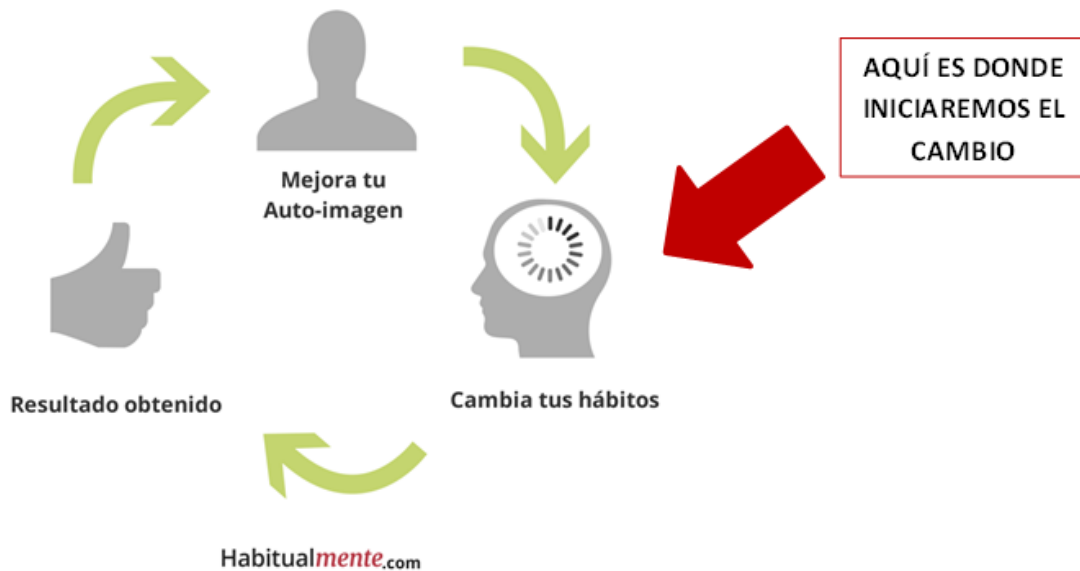 AQUÍ ES DONDE
INICIAREMOS EL
CAMBIO
Mejora tu
Auto-imagen
Cambia tus hábitos
Resultado obtenido
Habitualmente.com